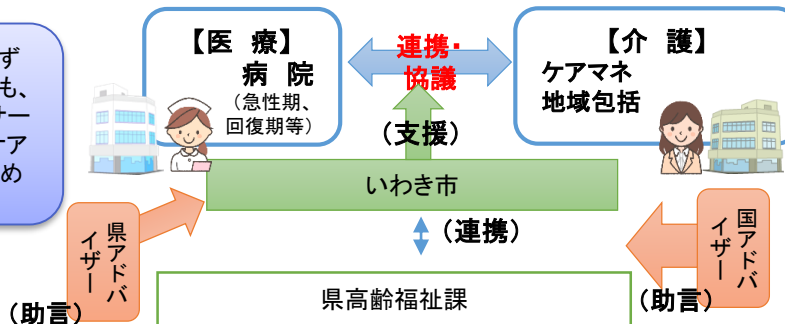 ず
も、
ナー
ケア
め
【医 療】
病 院
（急性期、
回復期等）
連携・
協議
【介 護】
ケアマネ
地域包括
（支援）
いわき市
県アドバ
イザー
（連携）
国アドバ
イザー
（助言）
県高齢福祉課
（助言）